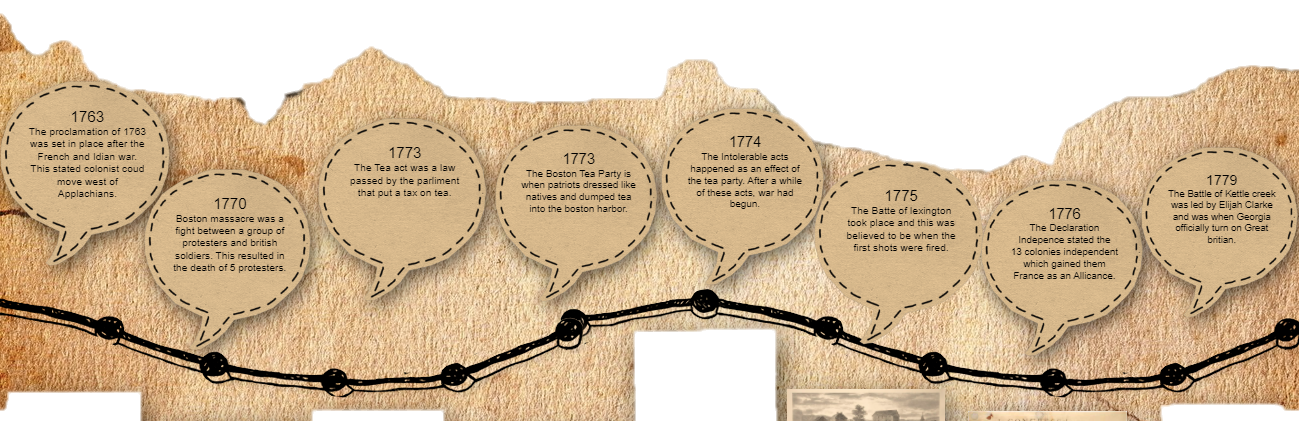 1763
The proclamation of 1763
was set in place after the
French and Idian war.
This stated colonist coud
move west of
Applachians.
1770
Boston massacre was a
fight between a group of
protesters and british
soldiers. This resulted in
the death of 5 protesters.
1773
The Tea act was a law
passed by the parliment
that put a tax on tea.
1773
The Boston Tea Party is
when patriots dressed like
natives and dumped tea
into the boston harbor.
1774
The Intolerable acts
happened as an effect of
the tea party. After a while
of these acts, war had
begun.
1775
The Batte of lexington
took place and this was
believed to be when the
first shots were fired.
1776
The Declaration
Indepence stated the
13 colonies independent
which gained them
France as an Allicance.
1779
The Battle of Kettle creek
was led by Elijah Clarke
and was when Georgia
officially turn on Great
britian.